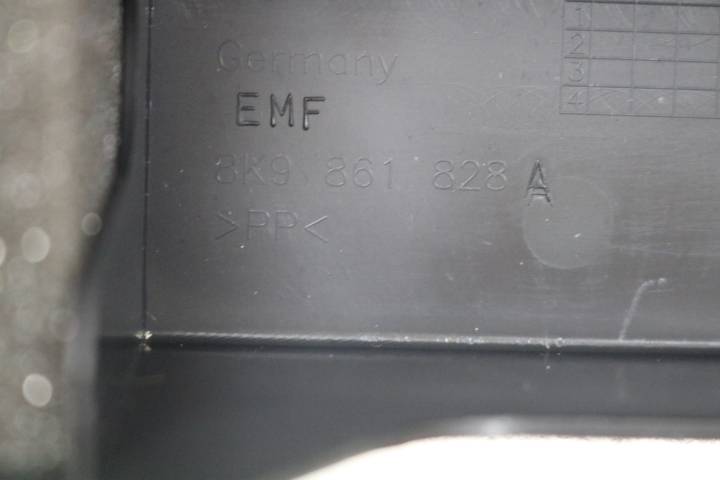 Germany
EMF
8K9 861 828 A
>PP<
1
2
3
4